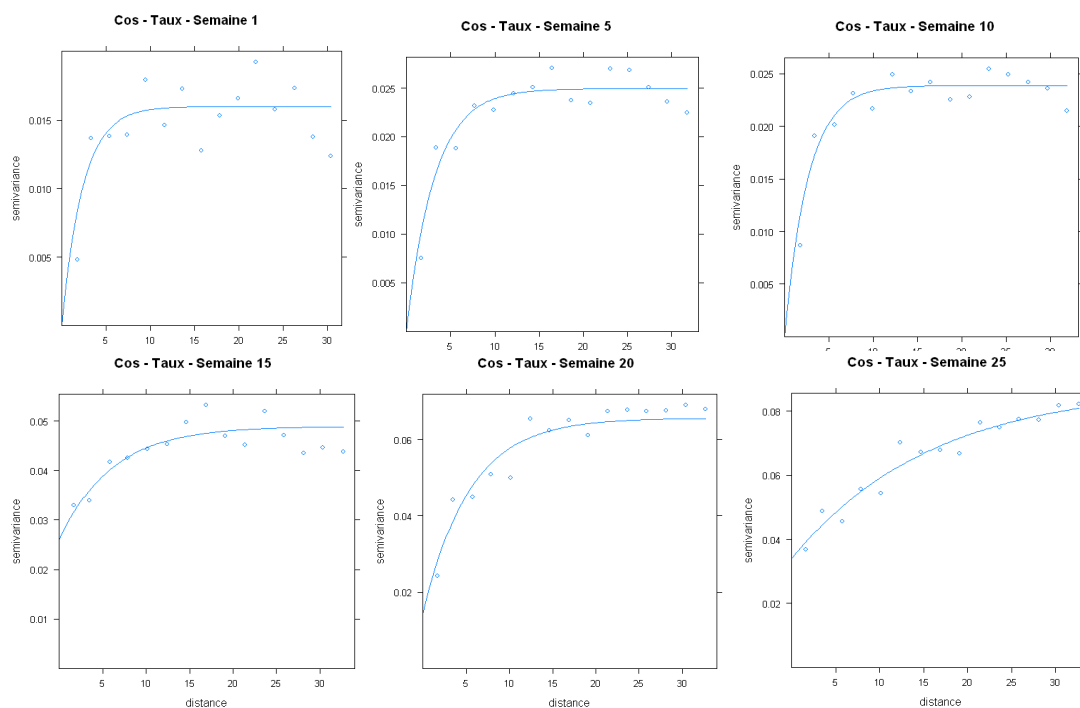 Cos - Taux - Semaine 1
semivariance
0.015
0.010
0.005
5 10 15 20 25 30
Cos - Taux - Semaine 5
semivariance
0.025
0.020
0.015
0.010
0.005
5 10 15 20 25 30
Cos - Taux - Semaine 10
semivariance
0.025
0.020
0.015
0.010
0.005
Cos - Taux - Semaine 15
semivariance
0.05
0.04
0.03
0.02
0.01
5 10 15 20 25 30
distance
Cos - Taux - Semaine 20
semivariance
0.06
0.04
0.02
5 10 15 20 25 30
distance
Cos - Taux - Semaine 25
semivariance
0.08
0.06
0.04
0.02
5 10 15 20 25 30
distance